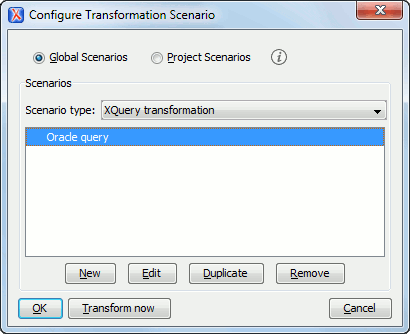 Configure Transformation Scenario
Global Scenarios Project Scenarios i
Scenarios
Scenario type: XQuery transformation
Oracle query
New Edit Duplicate Remove
OK Transform now Cancel